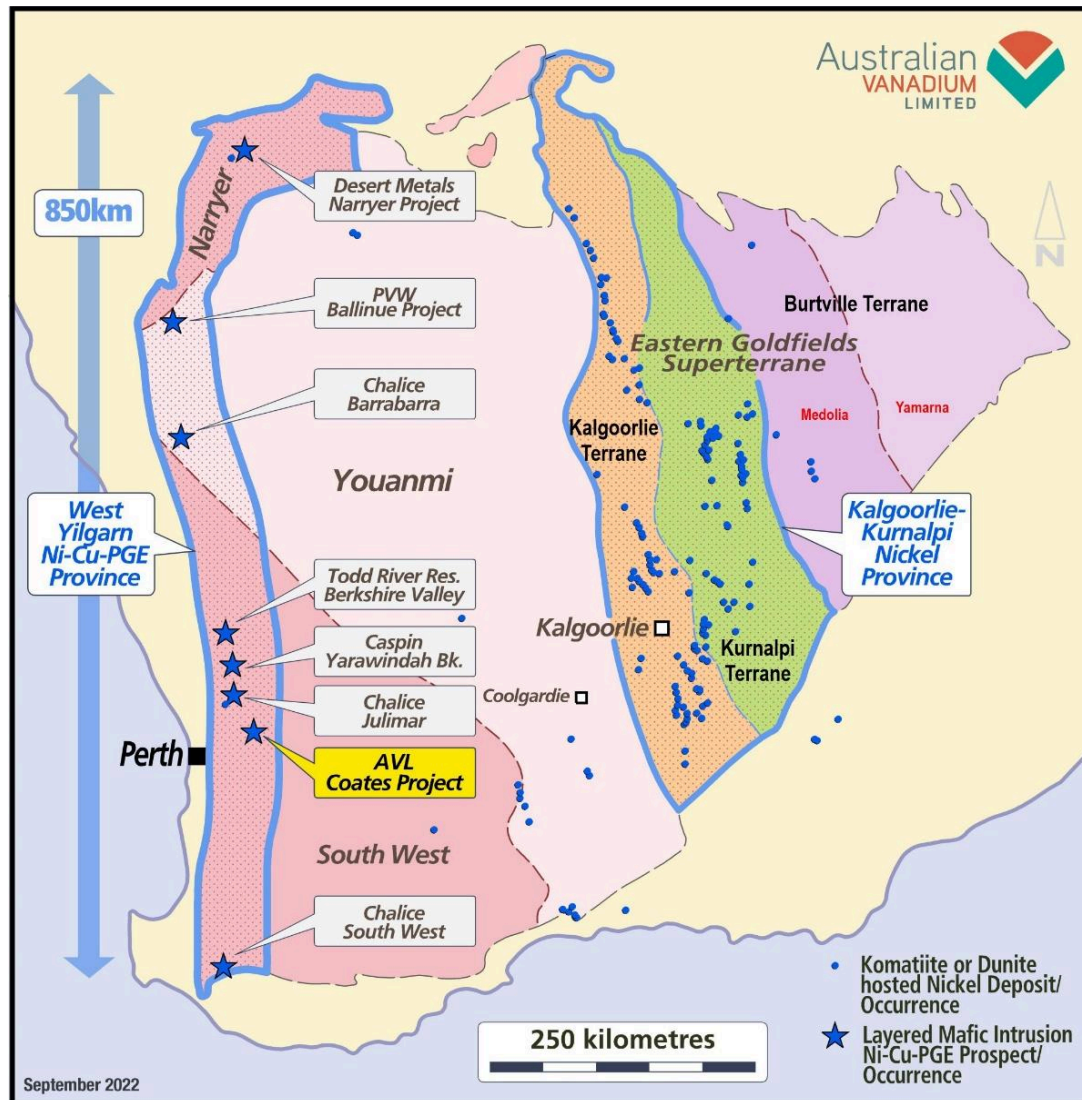 Australian
VANADIUM
LIMITED
850km
Narryer
Desert Metals
Narryer Project
N
PVW
Ballinue Project
Burtville Terrane
Eastern Goldfields
Superterrane
Chalice
Barrabarra
Medolia
Yamarna
Kalgoorlie
Terrane
Youanmi
West
Yilgarn
Ni-Cu-PGE
Province
Kalgoorlie-
Kurnalpi
Nickel
Province
Todd River Res.
Berkshire Valley
Kalgoorlie
Caspin
Yarawindah Bk.
Kurnalpi
Terrane
Chalice
Julimar
Coolgardie
Perth
AVL
Coates Project
South West
Chalice
South West
Komatiite or Dunite
hosted Nickel Deposit/
Occurrence
250 kilometres
Layered Mafic Intrusion
Ni-Cu-PGE Prospect/
Occurrence
September 2022